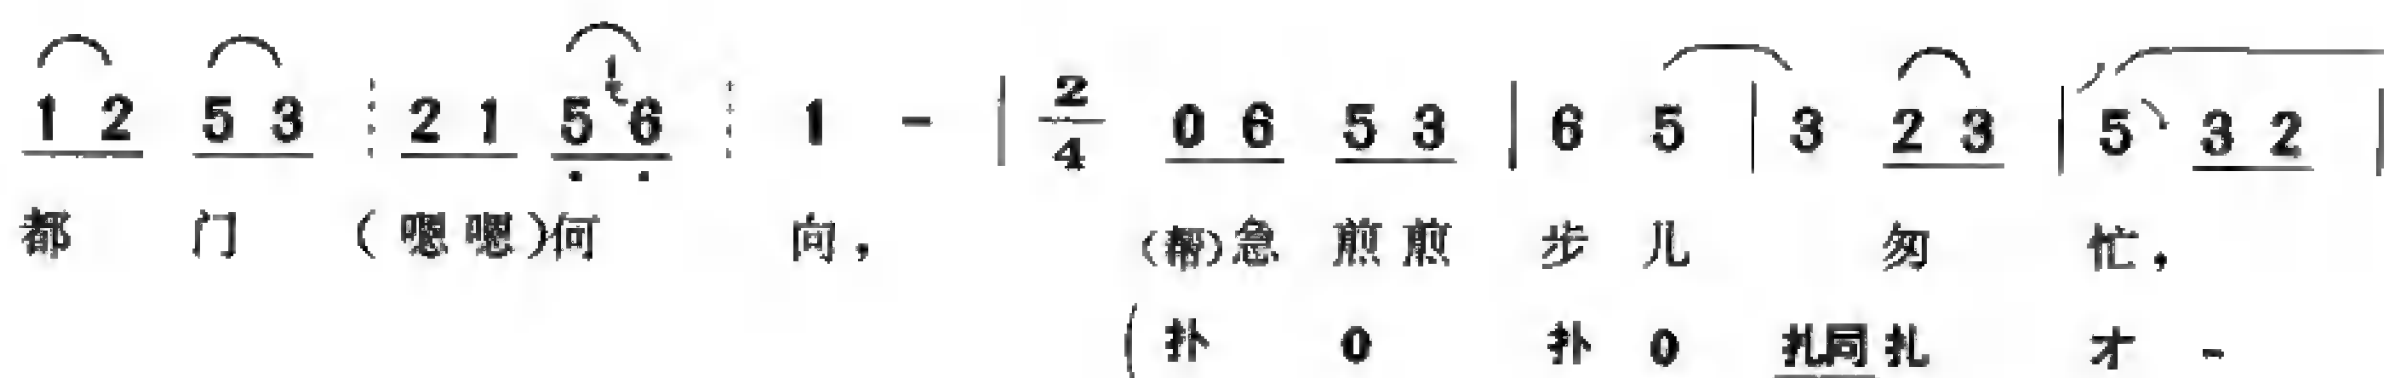 1 2 5 3 ┊ 2 1 5 6 ┊ 1 - | 2/4 0 6 5 3 | 6 5 | 3 2 3 | 5 3 2 |
都 门 （嗯 嗯）何 向， （帮）急 煎 煎 步 儿 匆 忙，
（扑 0 扑 0 扎同 扎 才 -